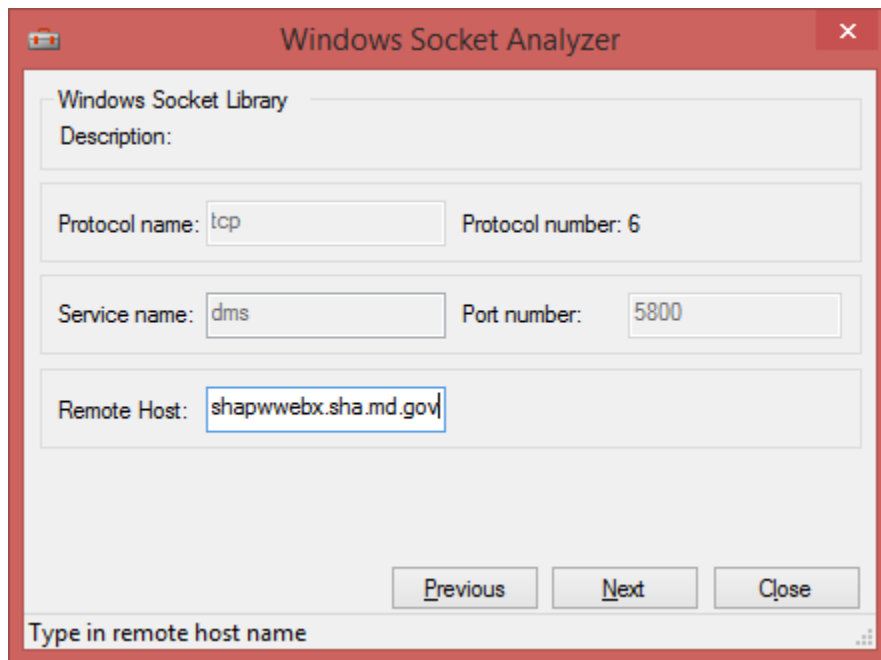 Windows Socket Analyzer
Windows Socket Library
Description:
Protocol name: tcp Protocol number: 6
Service name: dms Port number: 5800
Remote Host: shapwwebx.sha.md.gov
Previous Next Close
Type in remote host name